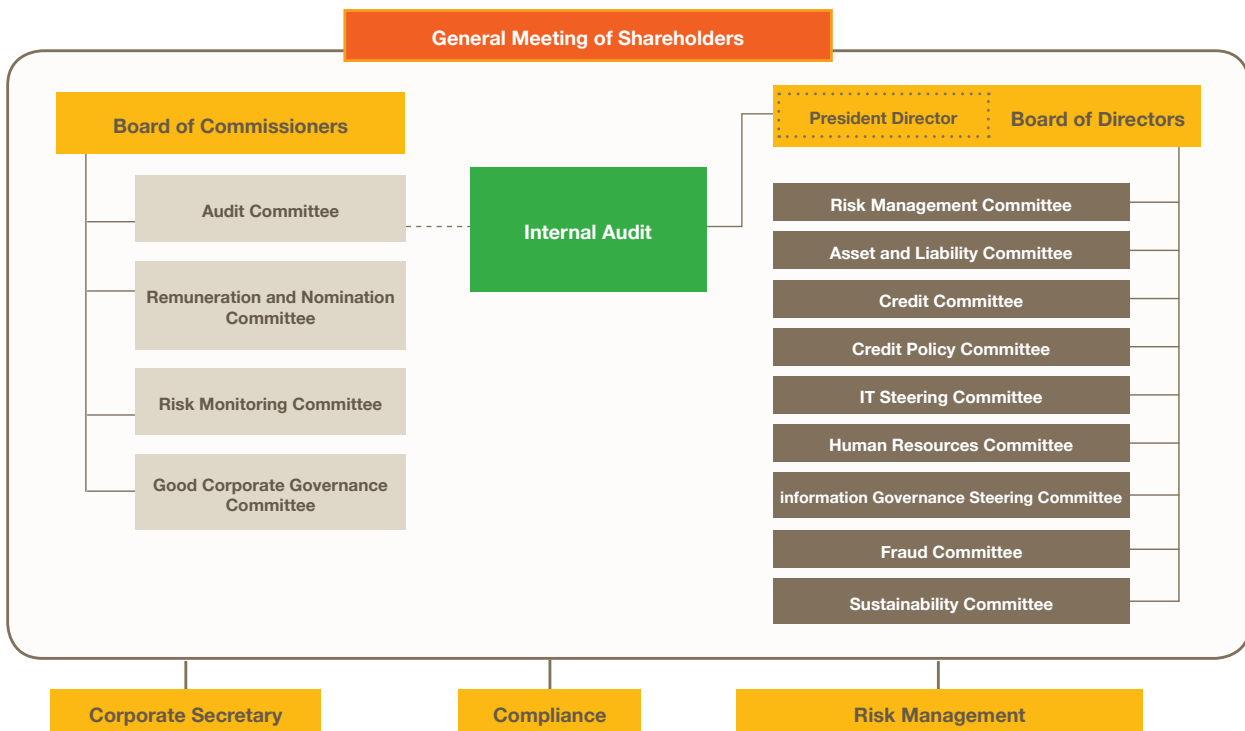 General Meeting of Shareholders
Board of Commissioners
Audit Committee
Remuneration and Nomination
Committee
Risk Monitoring Committee
Good Corporate Governance
Committee
Internal Audit
President Director
Board of Directors
Risk Management Committee
Asset and Liability Committee
Credit Committee
Credit Policy Committee
IT Steering Committee
Human Resources Committee
information Governance Steering Committee
Fraud Committee
Sustainability Committee
Corporate Secretary
Compliance
Risk Management